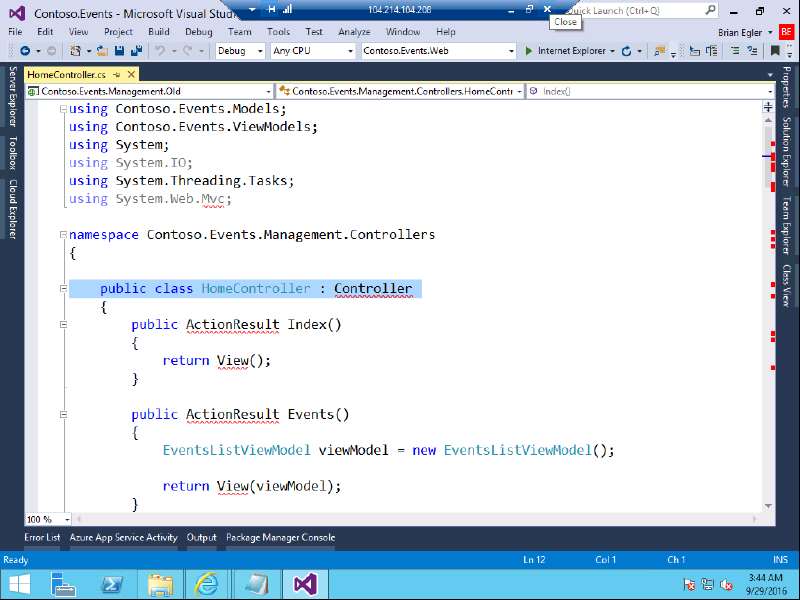 Contoso.Events - Microsoft Visual Stud
104.214.104.208
Quick Launch (Ctrl+Q)
Close
File Edit View Project Build Debug Team Tools Test Analyze Window Help
Brian Egler
BE
Debug
Any CPU
Contoso.Events.Web
Internet Explorer
HomeController.cs
Contoso.Events.Management.Old
Contoso.Events.Management.Controllers.HomeContr
Index()
Server Explorer
Toolbox
Cloud Explorer
using Contoso.Events.Models;
using Contoso.Events.ViewModels;
using System;
using System.IO;
using System.Threading.Tasks;
using System.Web.Mvc;
namespace Contoso.Events.Management.Controllers
{
public class HomeController : Controller
{
public ActionResult Index()
{
return View();
}
public ActionResult Events()
{
EventsListViewModel viewModel = new EventsListViewModel();
return View(viewModel);
}
Properties
Solution Explorer
Team Explorer
Class View
100 %
Error List Azure App Service Activity Output Package Manager Console
Ready
Ln 12
Col 1
Ch 1
INS
3:44 AM
9/29/2016